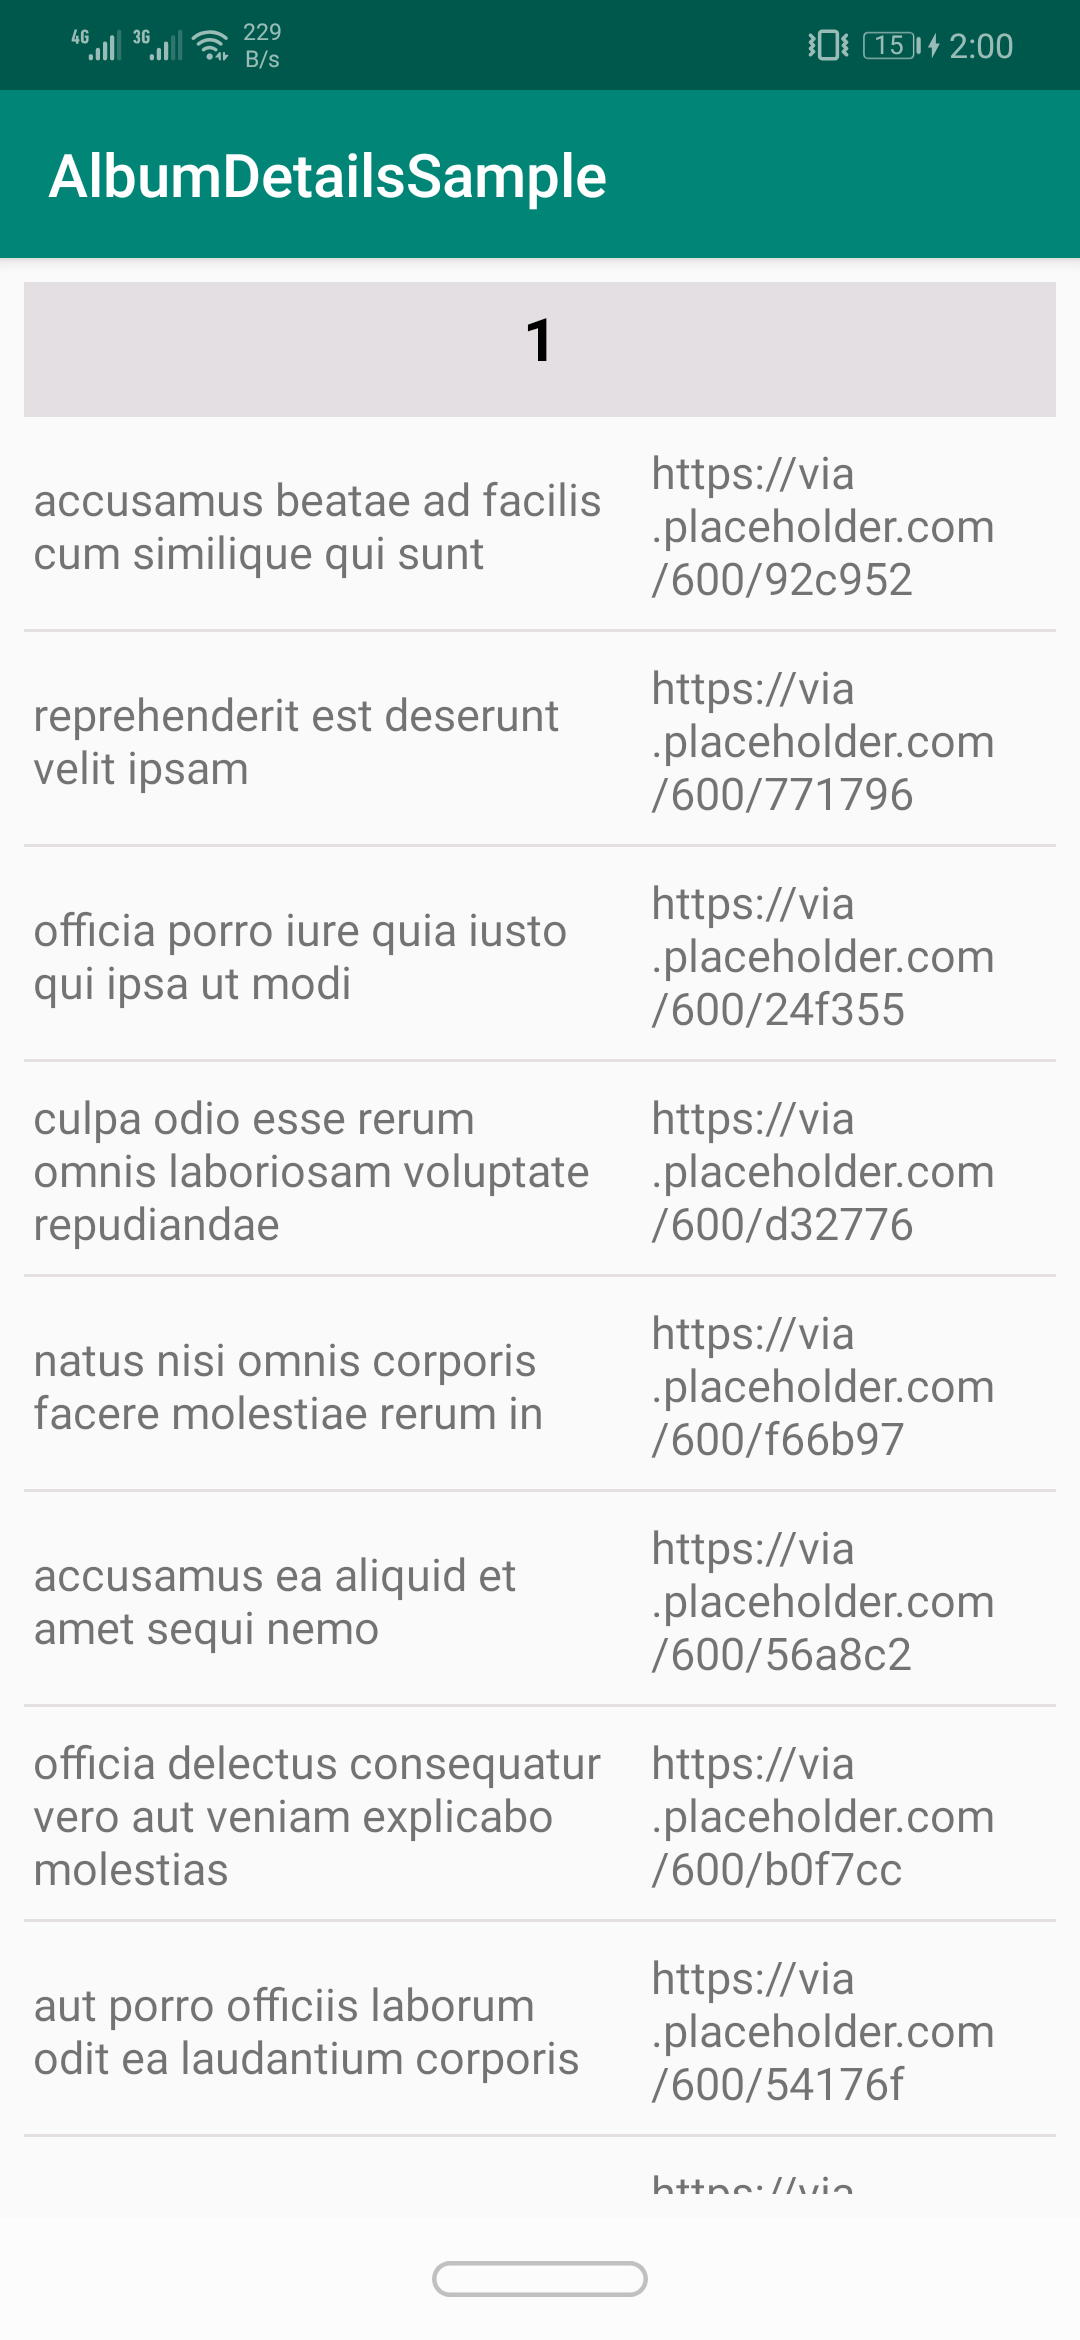 4G 3G 229 B/s 15 2:00
AlbumDetailsSample
1
accusamus beatae ad facilis
cum similique qui sunt
https://via
.placeholder.com
/600/92c952
reprehenderit est deserunt
velit ipsam
https://via
.placeholder.com
/600/771796
officia porro iure quia iusto
qui ipsa ut modi
https://via
.placeholder.com
/600/24f355
culpa odio esse rerum
omnis laboriosam voluptate
repudiandae
https://via
.placeholder.com
/600/d32776
natus nisi omnis corporis
facere molestiae rerum in
https://via
.placeholder.com
/600/f66b97
accusamus ea aliquid et
amet sequi nemo
https://via
.placeholder.com
/600/56a8c2
officia delectus consequatur
vero aut veniam explicabo
molestias
https://via
.placeholder.com
/600/b0f7cc
aut porro officiis laborum
odit ea laudantium corporis
https://via
.placeholder.com
/600/54176f
https://via